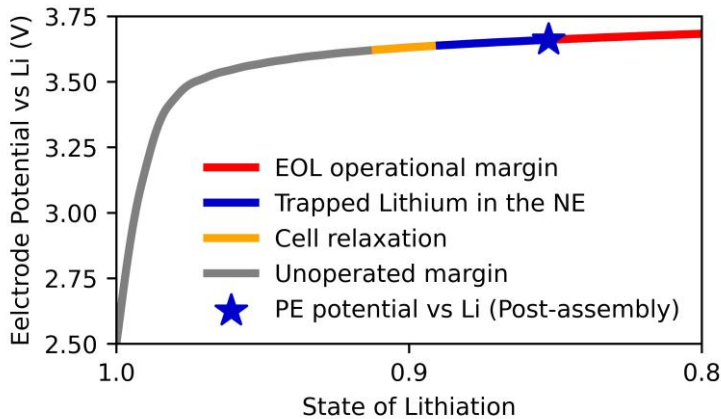 Eelctrode Potential vs Li (V)
3.75
3.50
3.25
3.00
2.75
2.50
EOL operational margin
Trapped Lithium in the NE
Cell relaxation
Unoperated margin
PE potential vs Li (Post-assembly)
1.0
0.9
0.8
State of Lithiation